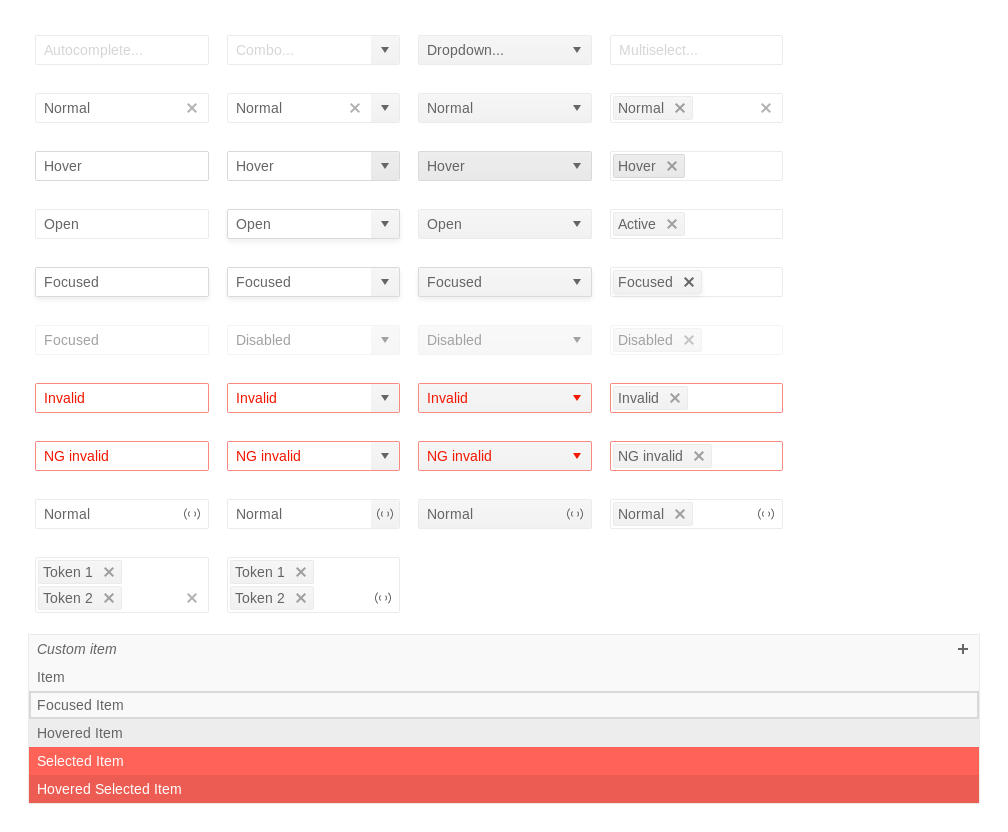 Autocomplete... Combo... Dropdown... Multiselect...
Normal Normal Normal Normal
Hover Hover Hover Hover
Open Open Open Active
Focused Focused Focused Focused
Focused Disabled Disabled Disabled
Invalid Invalid Invalid Invalid
NG invalid NG invalid NG invalid NG invalid
Normal Normal Normal Normal
Token 1 Token 1
Token 2 Token 2
Custom item
Item
Focused Item
Hovered Item
Selected Item
Hovered Selected Item